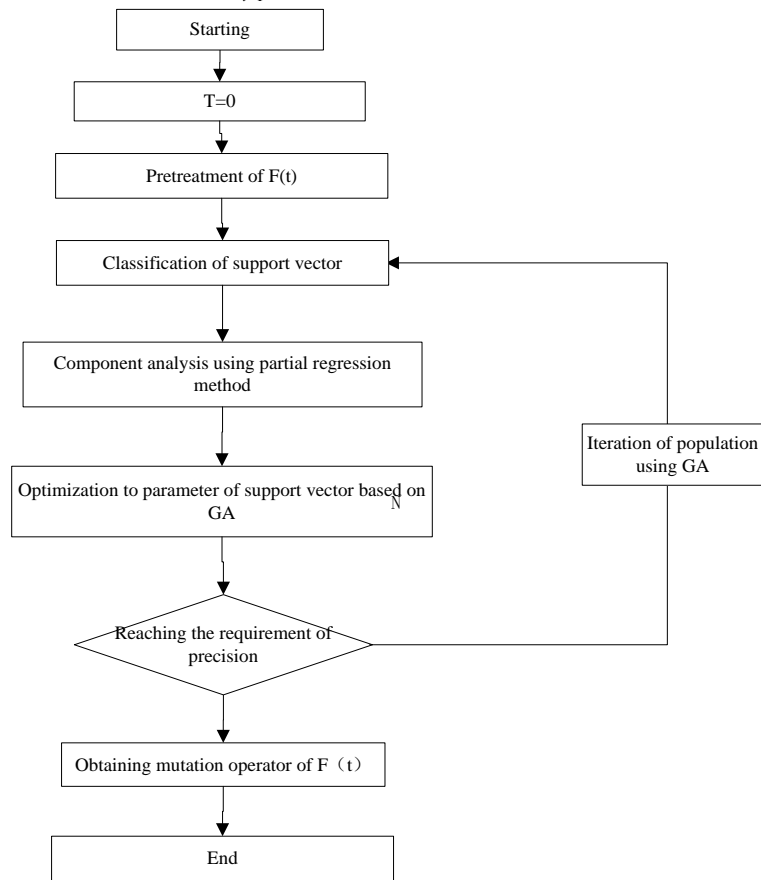 Starting
T=0
Pretreatment of F(t)
Classification of support vector
Component analysis using partial regression
method
Iteration of population
using GA
Optimization to parameter of support vector based on
GA
N
Reaching the requirement of
precision
Obtaining mutation operator of F（t）
End